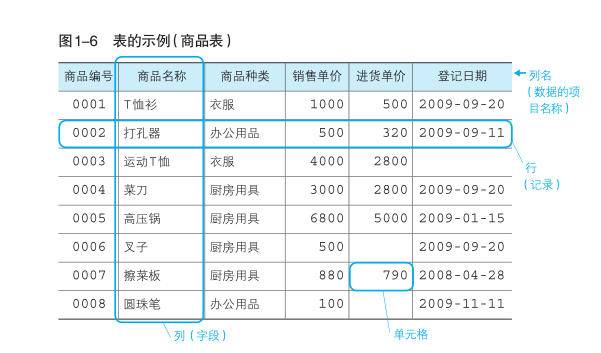 图1-6 表的示例（商品表）
商品编号 商品名称 商品种类 销售单价 进货单价 登记日期
0001 T恤衫 衣服 1000 500 2009-09-20
0002 打孔器 办公用品 500 320 2009-09-11
0003 运动T恤 衣服 4000 2800
0004 菜刀 厨房用具 3000 2800 2009-09-20
0005 高压锅 厨房用具 6800 5000 2009-01-15
0006 叉子 厨房用具 500 2009-09-20
0007 擦菜板 厨房用具 880 790 2008-04-28
0008 圆珠笔 办公用品 100 2009-11-11
列名
（数据的项
目名称）
行
（记录）
列（字段）
单元格